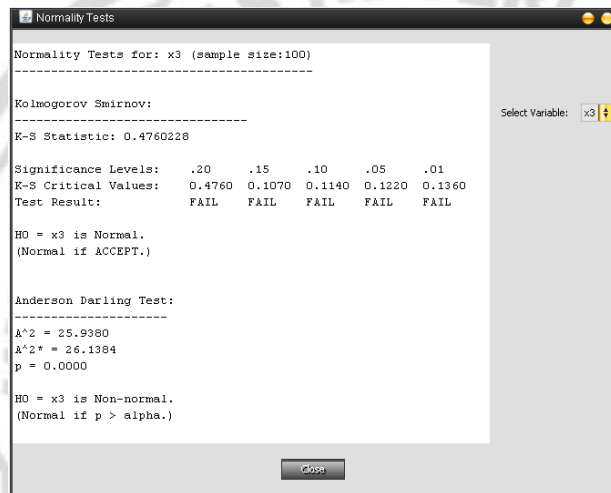 Normality Tests
Normality Tests for: x3 (sample size:100)
-----------------------------------------
Kolmogorov Smirnov:
--------------------------------
K-S Statistic: 0.4760228
Significance Levels: .20 .15 .10 .05 .01
K-S Critical Values: 0.4760 0.1070 0.1140 0.1220 0.1360
Test Result: FAIL FAIL FAIL FAIL FAIL
HO = x3 is Normal.
(Normal if ACCEPT.)
Anderson Darling Test:
---------------------
A^2 = 25.9380
A^2* = 26.1384
p = 0.0000
HO = x3 is Non-normal.
(Normal if p > alpha.)
Select Variable: x3
Close